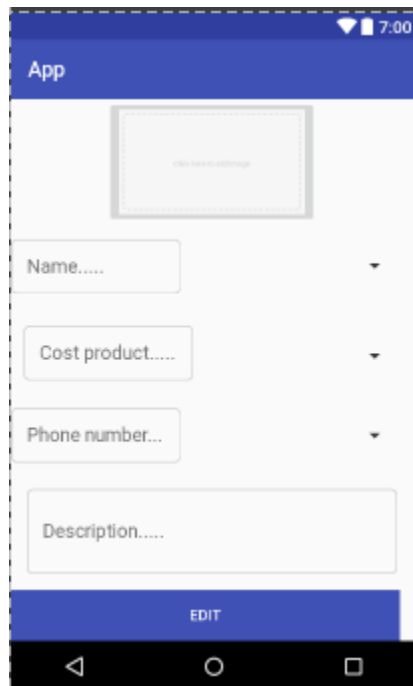 7:00
App
Name.....
Cost product.....
Phone number...
Description.....
EDIT